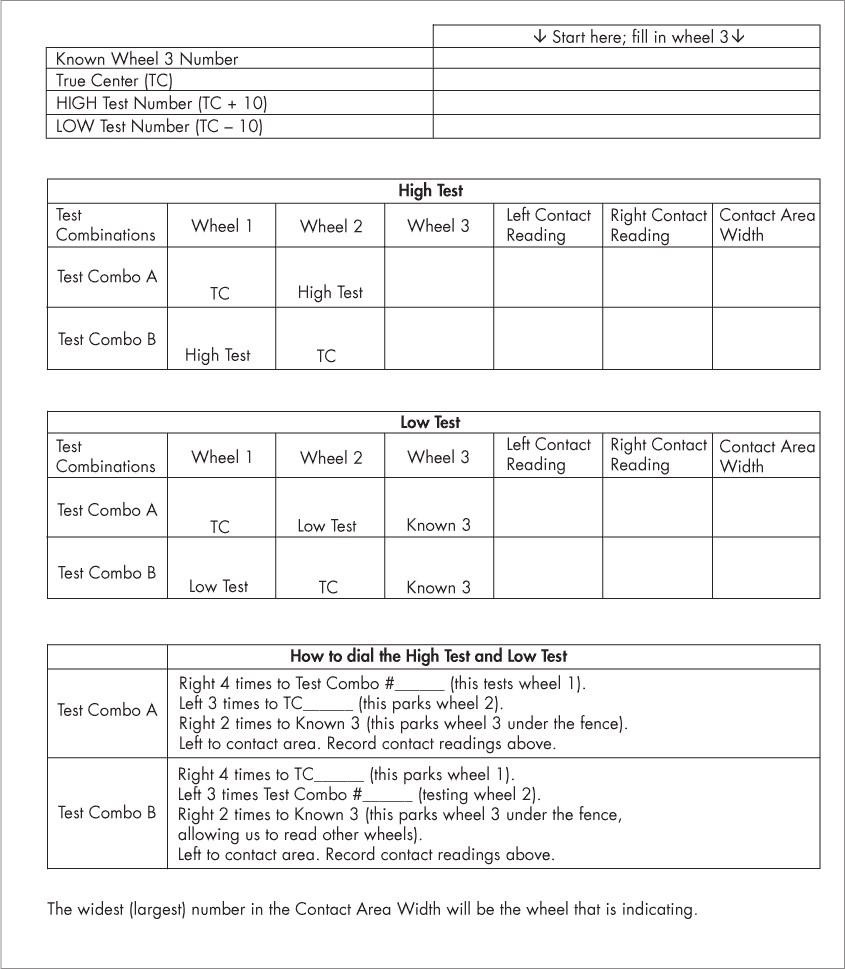 ↓ Start here; fill in wheel 3↓
Known Wheel 3 Number
True Center (TC)
HIGH Test Number (TC + 10)
LOW Test Number (TC – 10)
High Test
Test Combinations Wheel 1 Wheel 2 Wheel 3 Left Contact Reading Right Contact Reading Contact Area Width
Test Combo A TC High Test
Test Combo B High Test TC
Low Test
Test Combinations Wheel 1 Wheel 2 Wheel 3 Left Contact Reading Right Contact Reading Contact Area Width
Test Combo A TC Low Test Known 3
Test Combo B Low Test TC Known 3
How to dial the High Test and Low Test
Test Combo A
Right 4 times to Test Combo #______ (this tests wheel 1).
Left 3 times to TC______ (this parks wheel 2).
Right 2 times to Known 3 (this parks wheel 3 under the fence).
Left to contact area. Record contact readings above.
Test Combo B
Right 4 times to TC______ (this parks wheel 1).
Left 3 times Test Combo #______ (testing wheel 2).
Right 2 times to Known 3 (this parks wheel 3 under the fence,
allowing us to read other wheels).
Left to contact area. Record contact readings above.
The widest (largest) number in the Contact Area Width will be the wheel that is indicating.